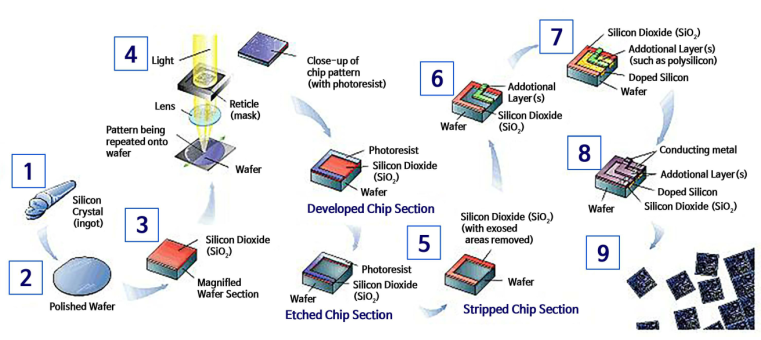 1
Silicon
Crystal
(ingot)
2
Polished Wafer
3
Silicon Dioxide
(SiO₂)
Magnified
Wafer Section
4
Light
Reticle
(mask)
Lens
Pattern being
repeated onto
wafer
Wafer
Close-up of
chip pattern
(with photoresist)
Photoresist
Silicon Dioxide
(SiO₂)
Wafer
Developed Chip Section
Photoresist
Silicon Dioxide
(SiO₂)
Wafer
Etched Chip Section
5
Silicon Dioxide (SiO₂)
(with exposed
areas removed)
Wafer
Stripped Chip Section
6
Addotional
Layer(s)
Silicon Dioxide
(SiO₂)
Wafer
7
Silicon Dioxide (SiO₂)
Addotional Layer(s)
(such as polysilicon)
Doped Silicon
Wafer
8
Conducting metal
Addotional Layer(s)
Doped Silicon
Silicon Dioxide (SiO₂)
Wafer
9